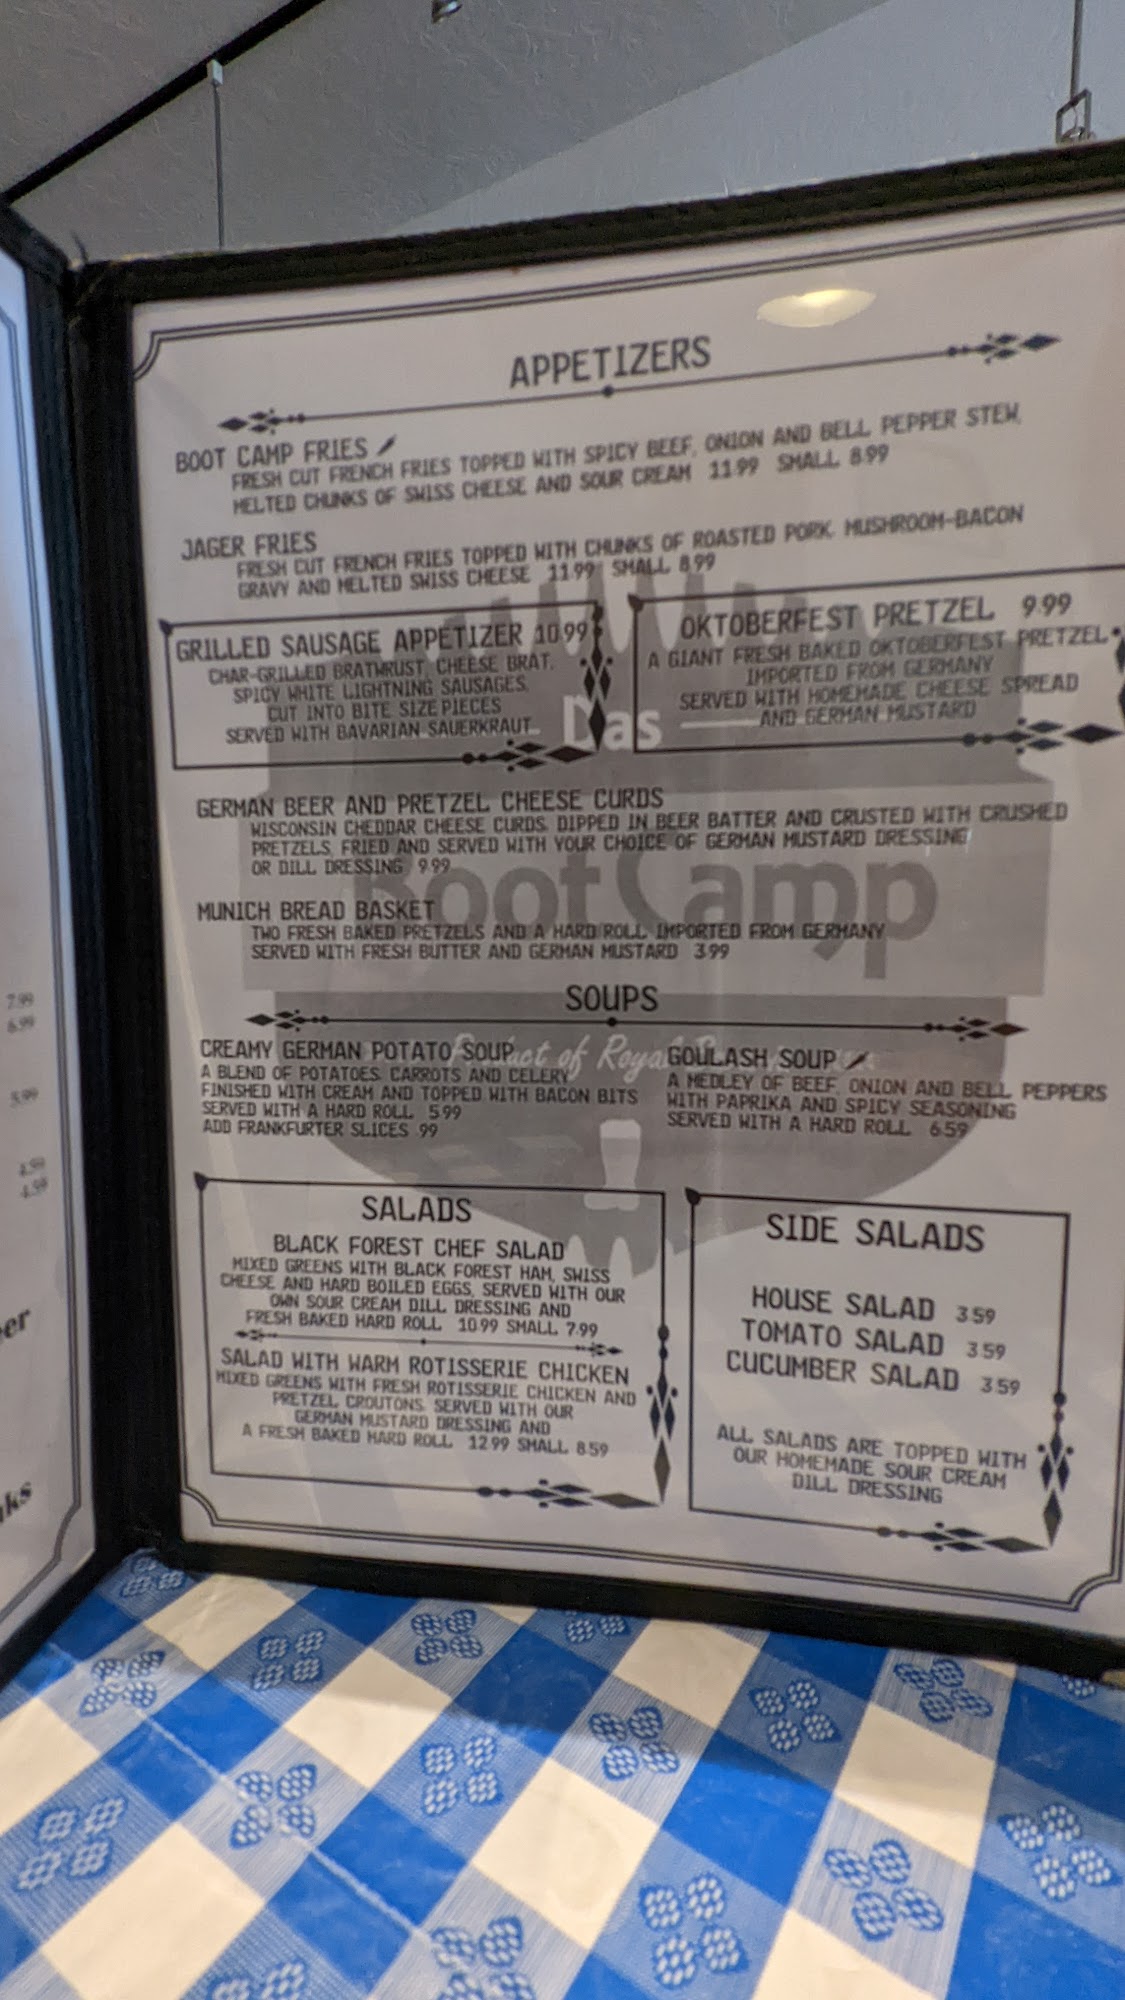 APPETIZERS
BOOT CAMP FRIES
FRESH CUT FRENCH FRIES TOPPED WITH SPICY BEEF, ONION AND BELL PEPPER STEW,
MELTED CHUNKS OF SWISS CHEESE AND SOUR CREAM 11.99 SMALL 8.99
JAGER FRIES
FRESH CUT FRENCH FRIES TOPPED WITH CHUNKS OF ROASTED PORK, MUSHROOM-BACON
GRAVY AND MELTED SWISS CHEESE 11.99 SMALL 8.99
GRILLED SAUSAGE APPETIZER 10.99
CHAR-GRILLED BRATWRUST, CHEESE BRAT,
SPICY WHITE LIGHTNING SAUSAGES,
CUT INTO BITE SIZE PIECES
SERVED WITH BAVARIAN SAUERKRAUT
OKTOBERFEST PRETZEL 9.99
A GIANT FRESH BAKED OKTOBERFEST PRETZEL
IMPORTED FROM GERMANY
SERVED WITH HOMEMADE CHEESE SPREAD
AND GERMAN MUSTARD
Das
GERMAN BEER AND PRETZEL CHEESE CURDS
WISCONSIN CHEDDAR CHEESE CURDS, DIPPED IN BEER BATTER AND CRUSTED WITH CRUSHED
PRETZELS, FRIED AND SERVED WITH YOUR CHOICE OF GERMAN MUSTARD DRESSING
OR DILL DRESSING 9.99
Boot Camp
MUNICH BREAD BASKET
TWO FRESH BAKED PRETZELS AND A HARD ROLL IMPORTED FROM GERMANY
SERVED WITH FRESH BUTTER AND GERMAN MUSTARD 3.99
SOUPS
CREAMY GERMAN POTATO SOUP
A BLEND OF POTATOES, CARROTS AND CELERY
FINISHED WITH CREAM AND TOPPED WITH BACON BITS
SERVED WITH A HARD ROLL 5.99
ADD FRANKFURTER SLICES .99
of Royal
GOULASH SOUP
A MEDLEY OF BEEF, ONION AND BELL PEPPERS
WITH PAPRIKA AND SPICY SEASONING
SERVED WITH A HARD ROLL 6.59
SALADS
BLACK FOREST CHEF SALAD
MIXED GREENS WITH BLACK FOREST HAM, SWISS
CHEESE AND HARD BOILED EGGS, SERVED WITH OUR
OWN SOUR CREAM DILL DRESSING AND
FRESH BAKED HARD ROLL 10.99 SMALL 7.99
SALAD WITH WARM ROTISSERIE CHICKEN
MIXED GREENS WITH FRESH ROTISSERIE CHICKEN AND
PRETZEL CROUTONS, SERVED WITH OUR
GERMAN MUSTARD DRESSING AND
A FRESH BAKED HARD ROLL 12.99 SMALL 8.59
SIDE SALADS
HOUSE SALAD 3.59
TOMATO SALAD 3.59
CUCUMBER SALAD 3.59
ALL SALADS ARE TOPPED WITH
OUR HOMEMADE SOUR CREAM
DILL DRESSING
7.99
6.99
5.99
4.59
4.59